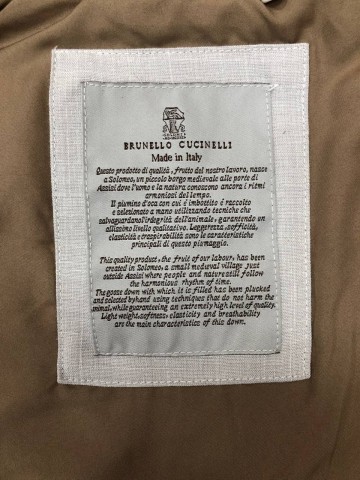 BRUNELLO CUCINELLI
Made in Italy
Questo prodotto di qualità, frutto del nostro lavoro, nasce
a Solomeo, un piccolo borgo medievale alle porte di
Assisi dove l'uomo e la natura conoscono ancora i ritmi
armoniosi del tempo.
Il piumino d'oca con cui è imbottito è raccolto
e selezionato a mano utilizzando tecniche che
salvaguardano l'integrità dell'animale, garantendo un
altissimo livello qualitativo. Leggerezza, sofficità,
elasticità e traspirabilità sono le caratteristiche
principali di questo piumaggio.
This quality product, the fruit of our labour, has been
created in Solomeo, a small medieval village just
outside Assisi where people and nature still follow
the harmonious rhythm of time.
The goose down with which it is filled has been plucked
and selected by hand using techniques that do not harm the
animal, while guaranteeing an extremely high level of quality.
Light weight, softness, elasticity and breathability
are the main characteristics of this down.